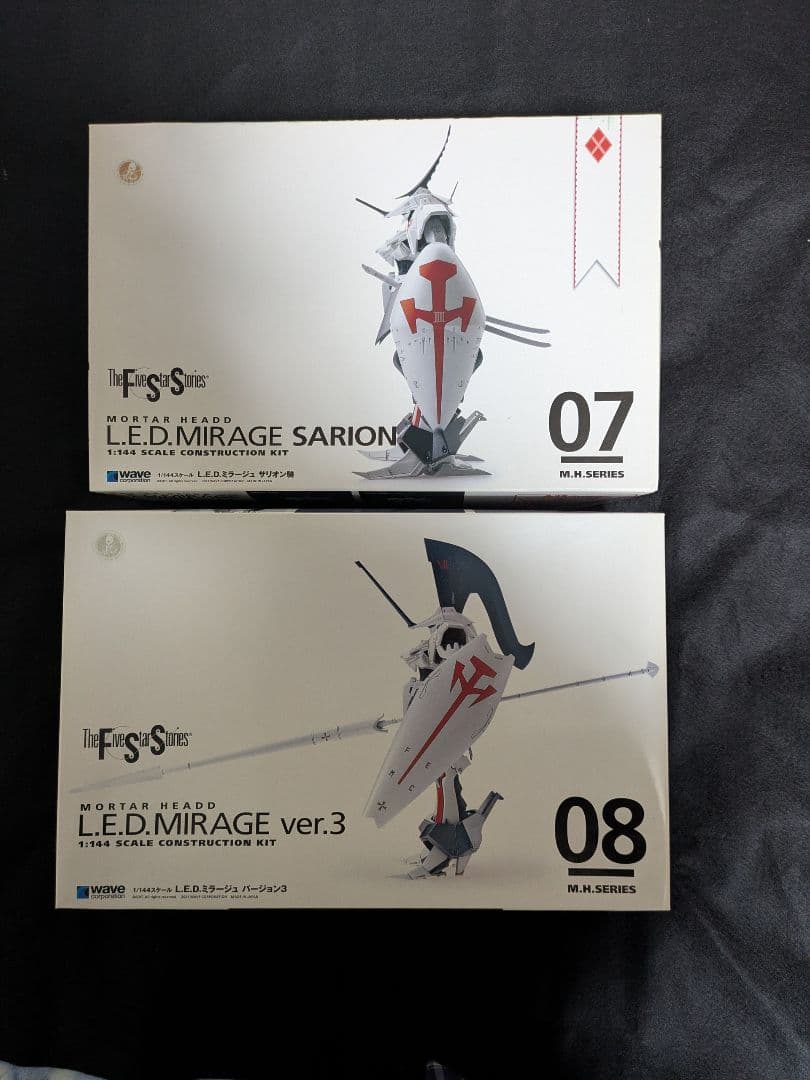 The Five Star Stories
MORTAR HEADD
L.E.D.MIRAGE SARION
1:144 SCALE CONSTRUCTION KIT
wave corporation 1/144スケール L.E.D.ミラージュ サリオン騎
07
M.H.SERIES
The Five Star Stories
VII
MORTAR HEADD
L.E.D.MIRAGE ver.3
1:144 SCALE CONSTRUCTION KIT
wave corporation 1/144スケール L.E.D.ミラージュ バージョン3
08
M.H.SERIES